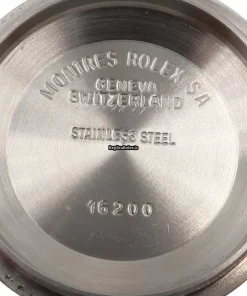 MONTRES ROLEX SA
GENEVA
SWITZERLAND
STAINLESS STEEL
16200